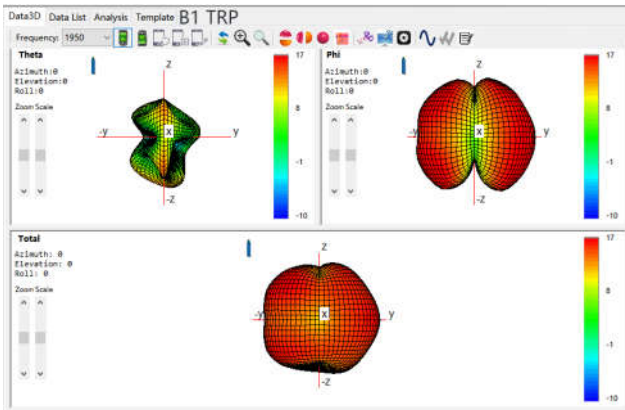 Data3D Data List Analysis Template B1 TRP
Frequency: 1950
Theta
Azimuth:0
Elevation:0
Roll:0
Zoom Scale
Z
-y
X
y
-Z
17
8
-1
-10
Phi
Azimuth:0
Elevation:0
Roll:0
Zoom Scale
Z
-y
X
y
-Z
17
8
-1
-10
Total
Azimuth: 0
Elevation: 0
Roll: 0
Zoom Scale
Z
-y
X
y
-Z
17
8
-1
-10